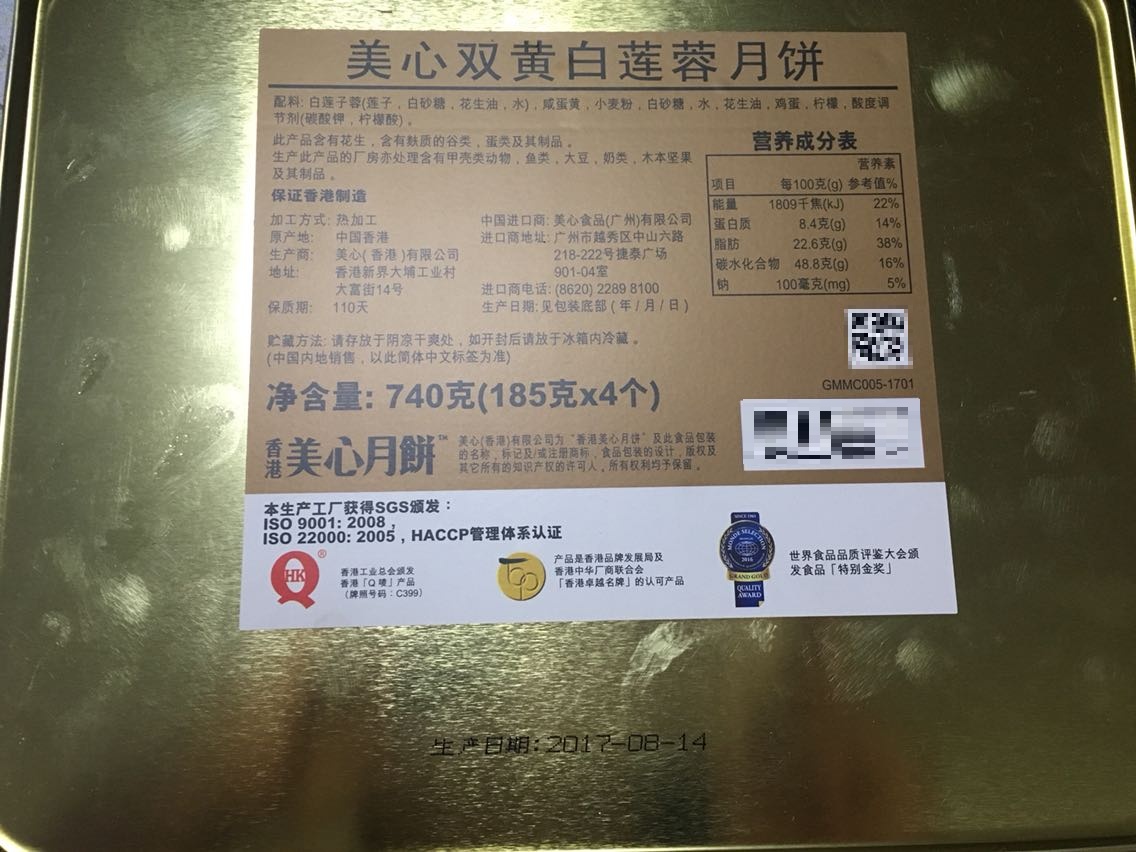 美心双黄白莲蓉月饼
配料: 白莲子蓉(莲子，白砂糖，花生油，水)，咸蛋黄，小麦粉，白砂糖，水，花生油，鸡蛋，柠檬，酸度调
节剂(碳酸钾，柠檬酸)。
此产品含有花生，含有麸质的谷类，蛋类及其制品。
生产此产品的厂房亦处理含有甲壳类动物，鱼类，大豆，奶类，木本坚果
及其制品。
保证香港制造
加工方式: 热加工
原产地: 中国香港
生产商: 美心(香港)有限公司
地址: 香港新界大埔工业村
大富街14号
保质期: 110天
中国进口商: 美心食品(广州)有限公司
进口商地址: 广州市越秀区中山六路
218-222号捷泰广场
901-04室
进口商电话: (8620) 2289 8100
生产日期: 见包装底部 (年/月/日)
贮藏方法: 请存放于阴凉干爽处，如开封后请放于冰箱内冷藏。
(中国内地销售，以此简体中文标签为准)
营养成分表
营养素
项目 每100克(g) 参考值%
能量 1809千焦(kJ) 22%
蛋白质 8.4克(g) 14%
脂肪 22.6克(g) 38%
碳水化合物 48.8克(g) 16%
钠 100毫克(mg) 5%
GMMC005-1701
净含量: 740克(185克x4个)
香港美心月餅™
美心(香港)有限公司为“香港美心月饼”及此食品包装
的名称，标记及/或注册商标，食品包装的设计，版权及
其它所有的知识产权的许可人，所有权利均予保留。
本生产工厂获得SGS颁发：
ISO 9001: 2008，
ISO 22000: 2005，HACCP管理体系认证
HK
®
香港工业总会颁发
香港「Q 唛」产品
(牌照号码：C399)
产品是香港品牌发展局及
香港中华厂商联合会
「香港卓越名牌」的认可产品
SINCE 1961
MONDE SELECTION
2016
GRAND GOLD
QUALITY
AWARD
世界食品品质评鉴大会颁
发食品「特别金奖」
生产日期:2017-08-14